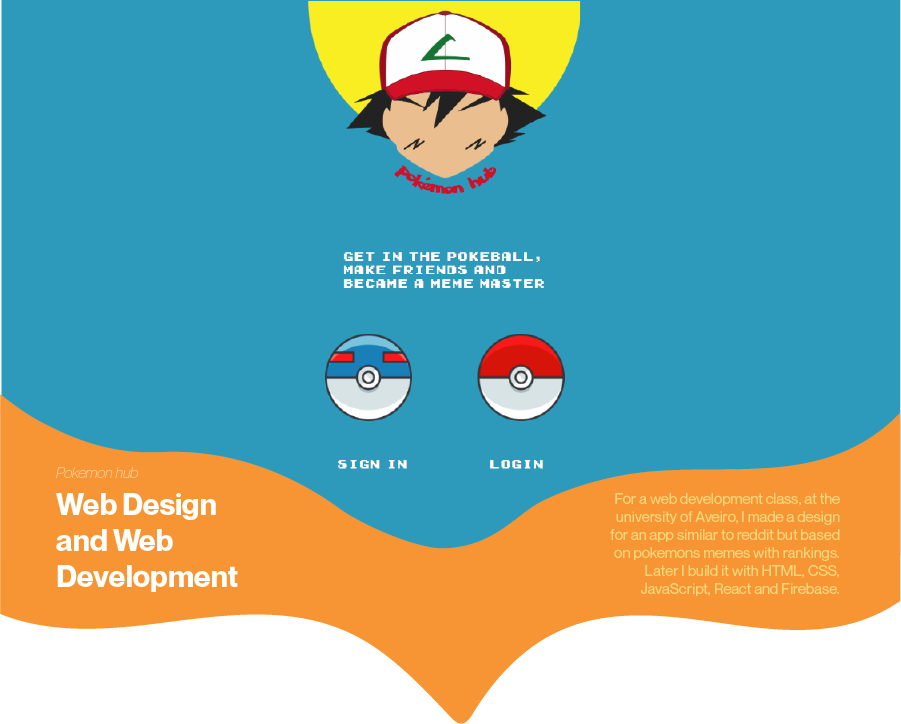 pokémon hub
GET IN THE POKEBALL,
MAKE FRIENDS AND
BECAME A MEME MASTER
SIGN IN
LOGIN
Pokemon hub
Web Design
and Web
Development
For a web development class, at the
university of Aveiro, I made a design
for an app similar to reddit but based
on pokemons memes with rankings.
Later I build it with HTML, CSS,
JavaScript, React and Firebase.